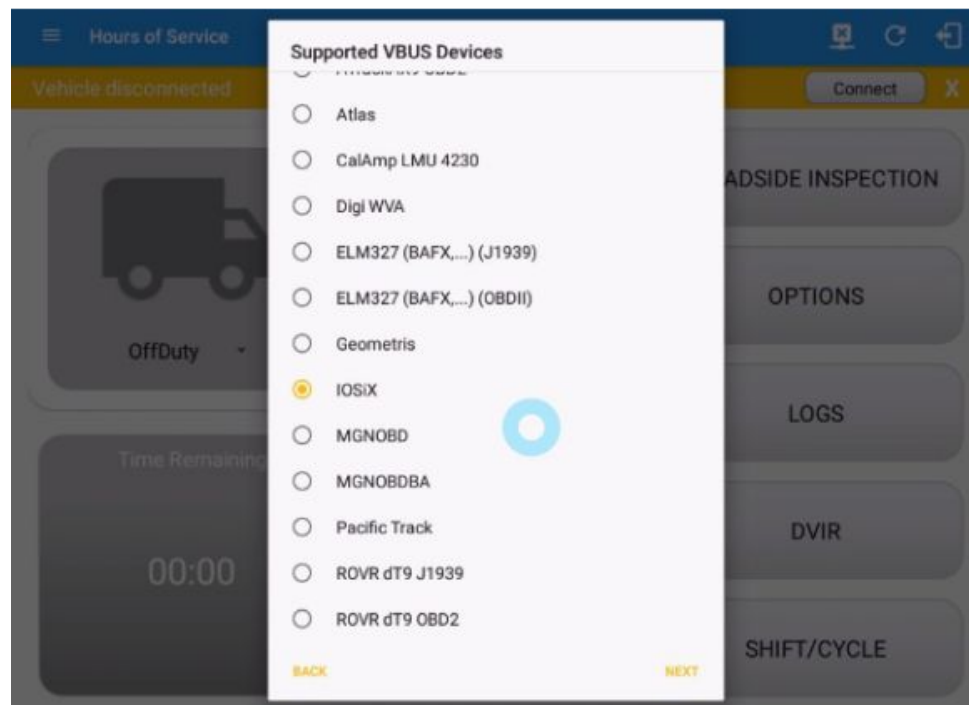 Hours of Service
Vehicle disconnected
Connect
X
Supported VBUS Devices
Atlas
CalAmp LMU 4230
Digi WVA
ELM327 (BAFX,...) (J1939)
ELM327 (BAFX,...) (OBDII)
Geometris
IOSiX
MGNOBD
MGNOBDBA
Pacific Track
ROVR dT9 J1939
ROVR dT9 OBD2
BACK
NEXT
OffDuty
Time Remaining
00:00
ADSIDE INSPECTION
OPTIONS
LOGS
DVIR
SHIFT/CYCLE